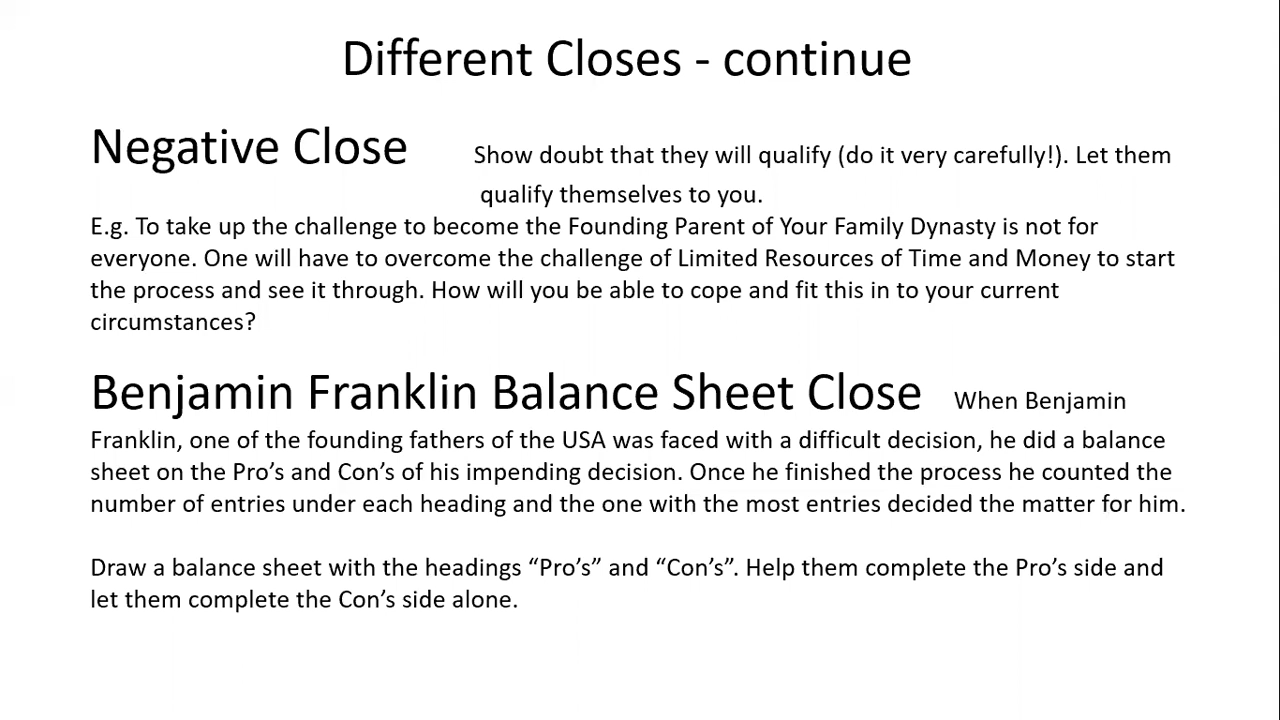 Different Closes - continue
Negative Close Show doubt that they will qualify (do it very carefully!). Let them
qualify themselves to you.
E.g. To take up the challenge to become the Founding Parent of Your Family Dynasty is not for
everyone. One will have to overcome the challenge of Limited Resources of Time and Money to start
the process and see it through. How will you be able to cope and fit this in to your current
circumstances?
Benjamin Franklin Balance Sheet Close When Benjamin
Franklin, one of the founding fathers of the USA was faced with a difficult decision, he did a balance
sheet on the Pro’s and Con’s of his impending decision. Once he finished the process he counted the
number of entries under each heading and the one with the most entries decided the matter for him.
Draw a balance sheet with the headings “Pro’s” and “Con’s”. Help them complete the Pro’s side and
let them complete the Con’s side alone.